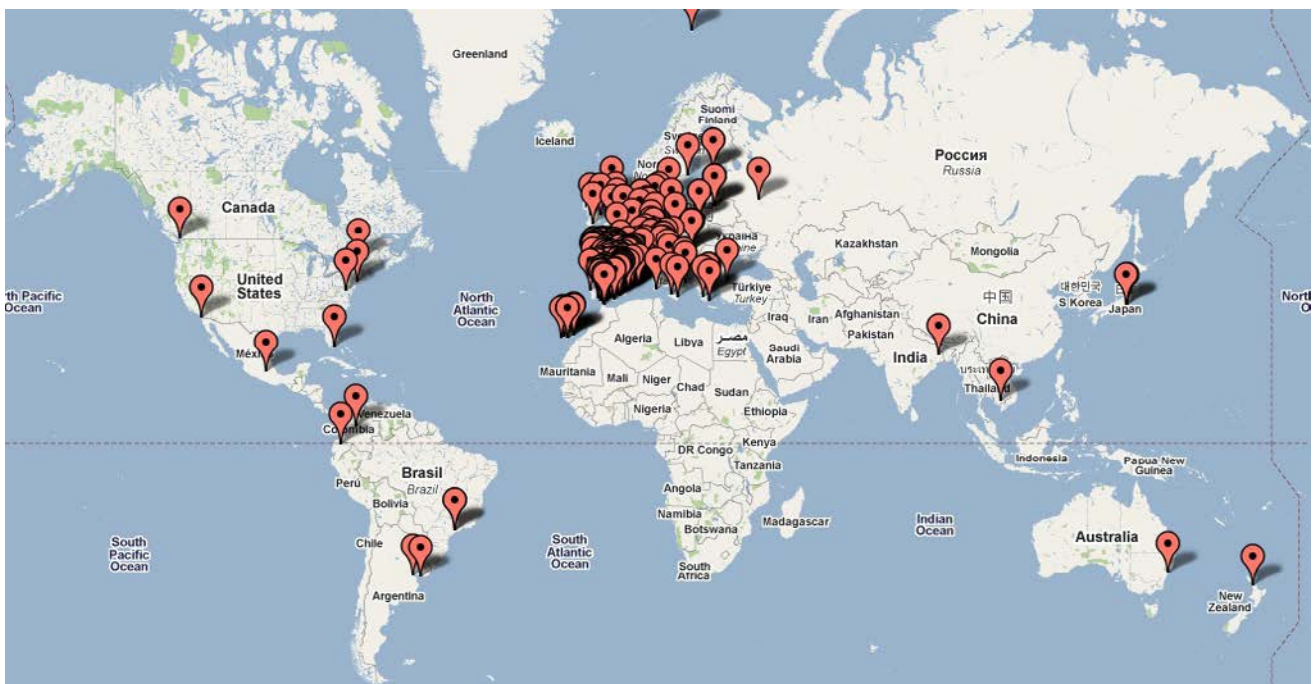 Greenland
Iceland
Suomi
Finland
Россия
Russia
Canada
United
States
North
Atlantic
Ocean
Україна
Kazakhstan
Mongolia
Türkiye
Turkey
中国
China
대한민국
S Korea
Japan
rth Pacific
Ocean
Iraq
Iran
Afghanistan
Pakistan
Algeria
Libya
مصر
Egypt
Saudi
Arabia
India
Thailand
Méxi
Mauritania
Mali
Niger
Chad
Sudan
Nigeria
Ethiopia
Venezuela
Colombia
DR Congo
Kenya
Tanzania
Indonesia
Papua New
Guinea
Brasil
Brazil
Perú
Bolivia
Angola
Namibia
Botswana
Madagascar
Indian
Ocean
Australia
South
Pacific
Ocean
Chile
South
Atlantic
Ocean
South
Africa
Argentina
New
Zealand